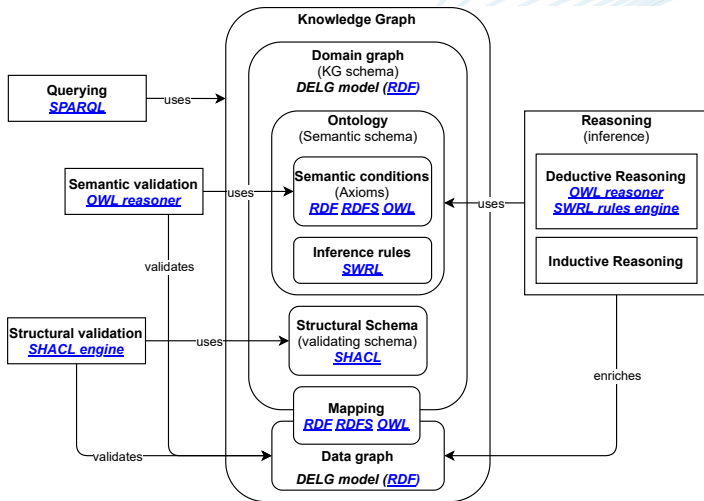 Knowledge Graph
Domain graph
(KG schema)
DELG model (RDF)
Querying
SPARQL
uses
Ontology
(Semantic schema)
Reasoning
(inference)
Semantic conditions
(Axioms)
RDF RDFS OWL
Semantic validation
OWL reasoner
uses
Deductive Reasoning
OWL reasoner
SWRL rules engine
uses
Inference rules
SWRL
Inductive Reasoning
validates
Structural validation
SHACL engine
uses
Structural Schema
(validating schema)
SHACL
enriches
Mapping
RDF RDFS OWL
validates
Data graph
DELG model (RDF)